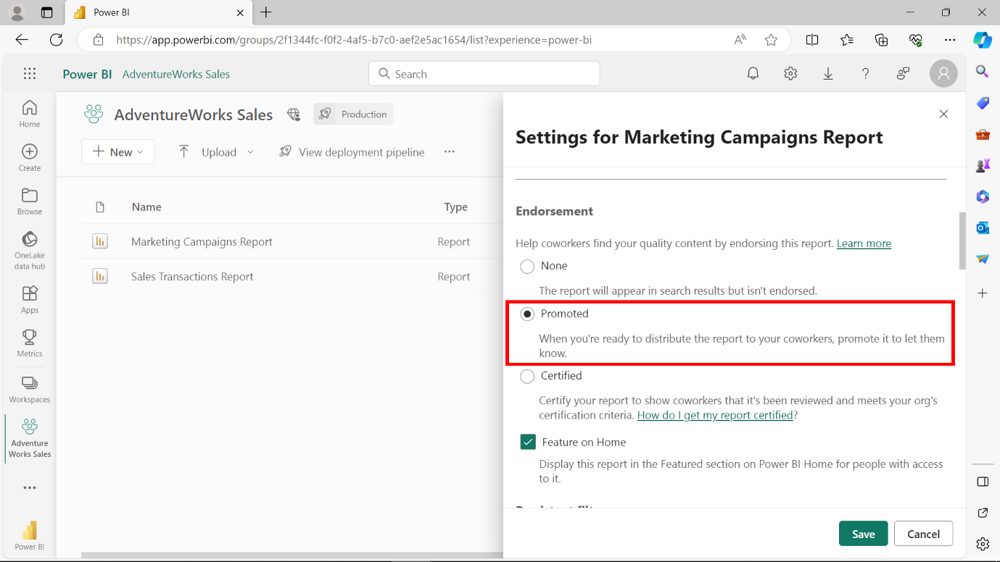 Power BI
https://app.powerbi.com/groups/2f1344fc-f0f2-4af5-b7c0-aef2e5ac1654/list?experience=power-bi
Power BI AdventureWorks Sales
Search
Home
Create
Browse
OneLake
data hub
Apps
Metrics
Workspaces
Adventure
Works Sales
Power BI
AdventureWorks Sales
Production
New
Upload
View deployment pipeline
Name
Type
Marketing Campaigns Report
Report
Sales Transactions Report
Report
Settings for Marketing Campaigns Report
Endorsement
Help coworkers find your quality content by endorsing this report. Learn more
None
The report will appear in search results but isn't endorsed.
Promoted
When you're ready to distribute the report to your coworkers, promote it to let them
know.
Certified
Certify your report to show coworkers that it's been reviewed and meets your org's
certification criteria. How do I get my report certified?
Feature on Home
Display this report in the Featured section on Power BI Home for people with access
to it.
Save
Cancel